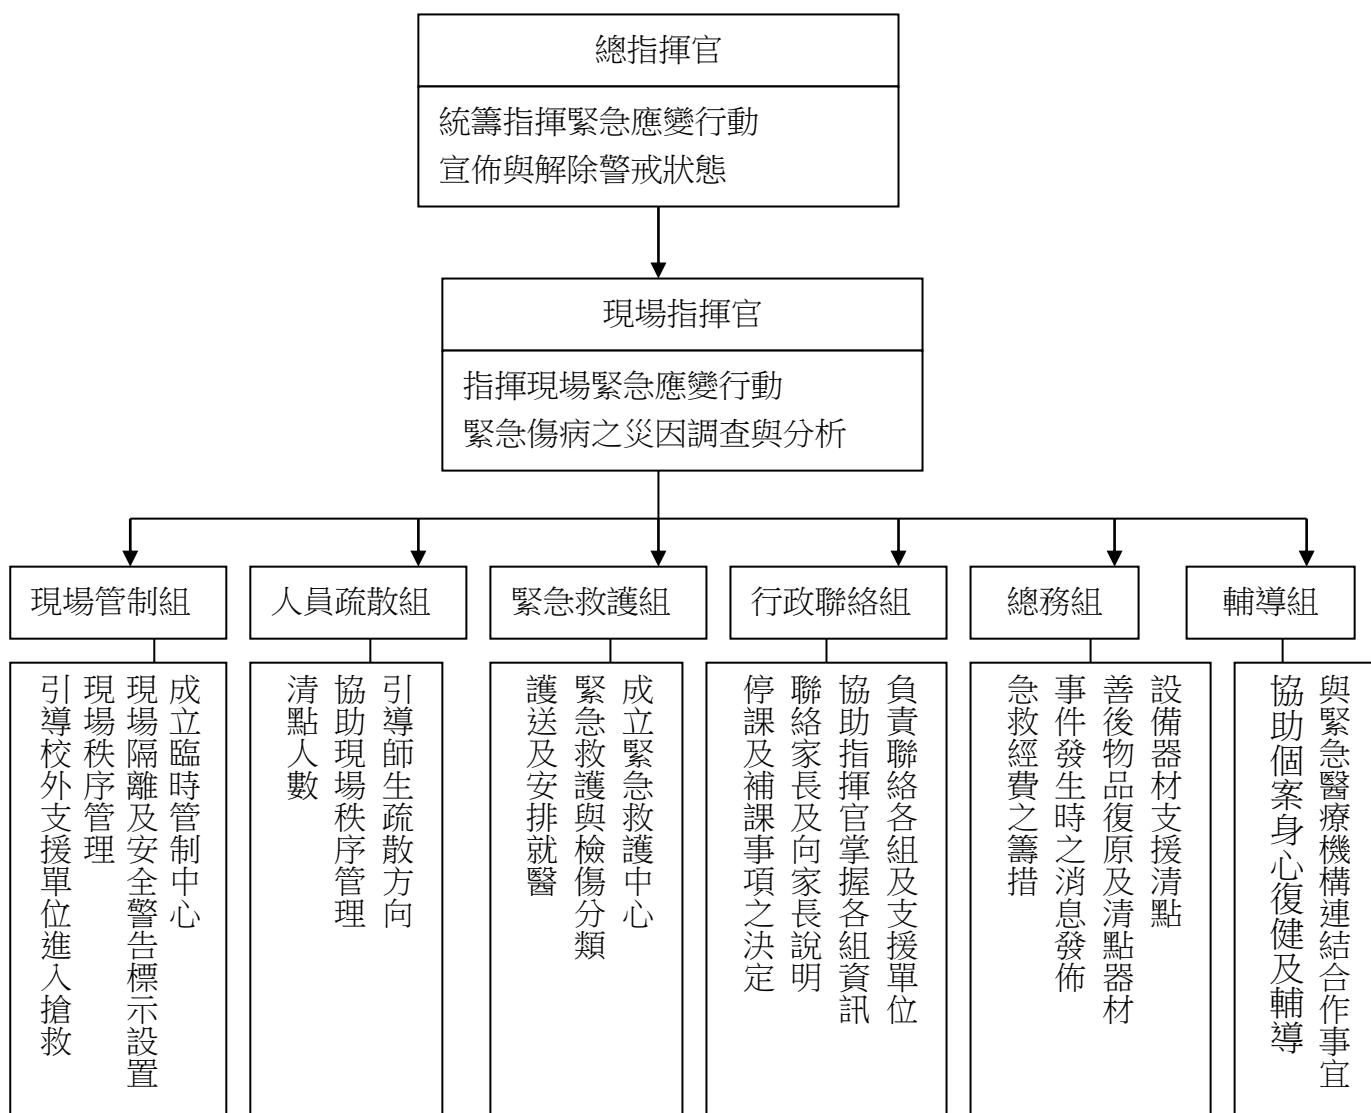 總指揮官
統籌指揮緊急應變行動
宣佈與解除警戒狀態
現場指揮官
指揮現場緊急應變行動
緊急傷病之災因調查與分析
現場管制組
成立臨時管制中心
現場隔離及安全警告標示設置
現場秩序管理
引導校外支援單位進入搶救
人員疏散組
引導師生疏散方向
協助現場秩序管理
清點人數
緊急救護組
成立緊急救護中心
緊急救護與檢傷分類
護送及安排就醫
行政聯絡組
負責聯絡各組及支援單位
協助指揮官掌握各組資訊
聯絡家長及向家長說明
停課及補課事項之決定
總務組
設備器材支援清點
善後物品復原及清點器材
事件發生時之消息發佈
急救經費之籌措
輔導組
與緊急醫療機構連結合作事宜
協助個案身心復健及輔導